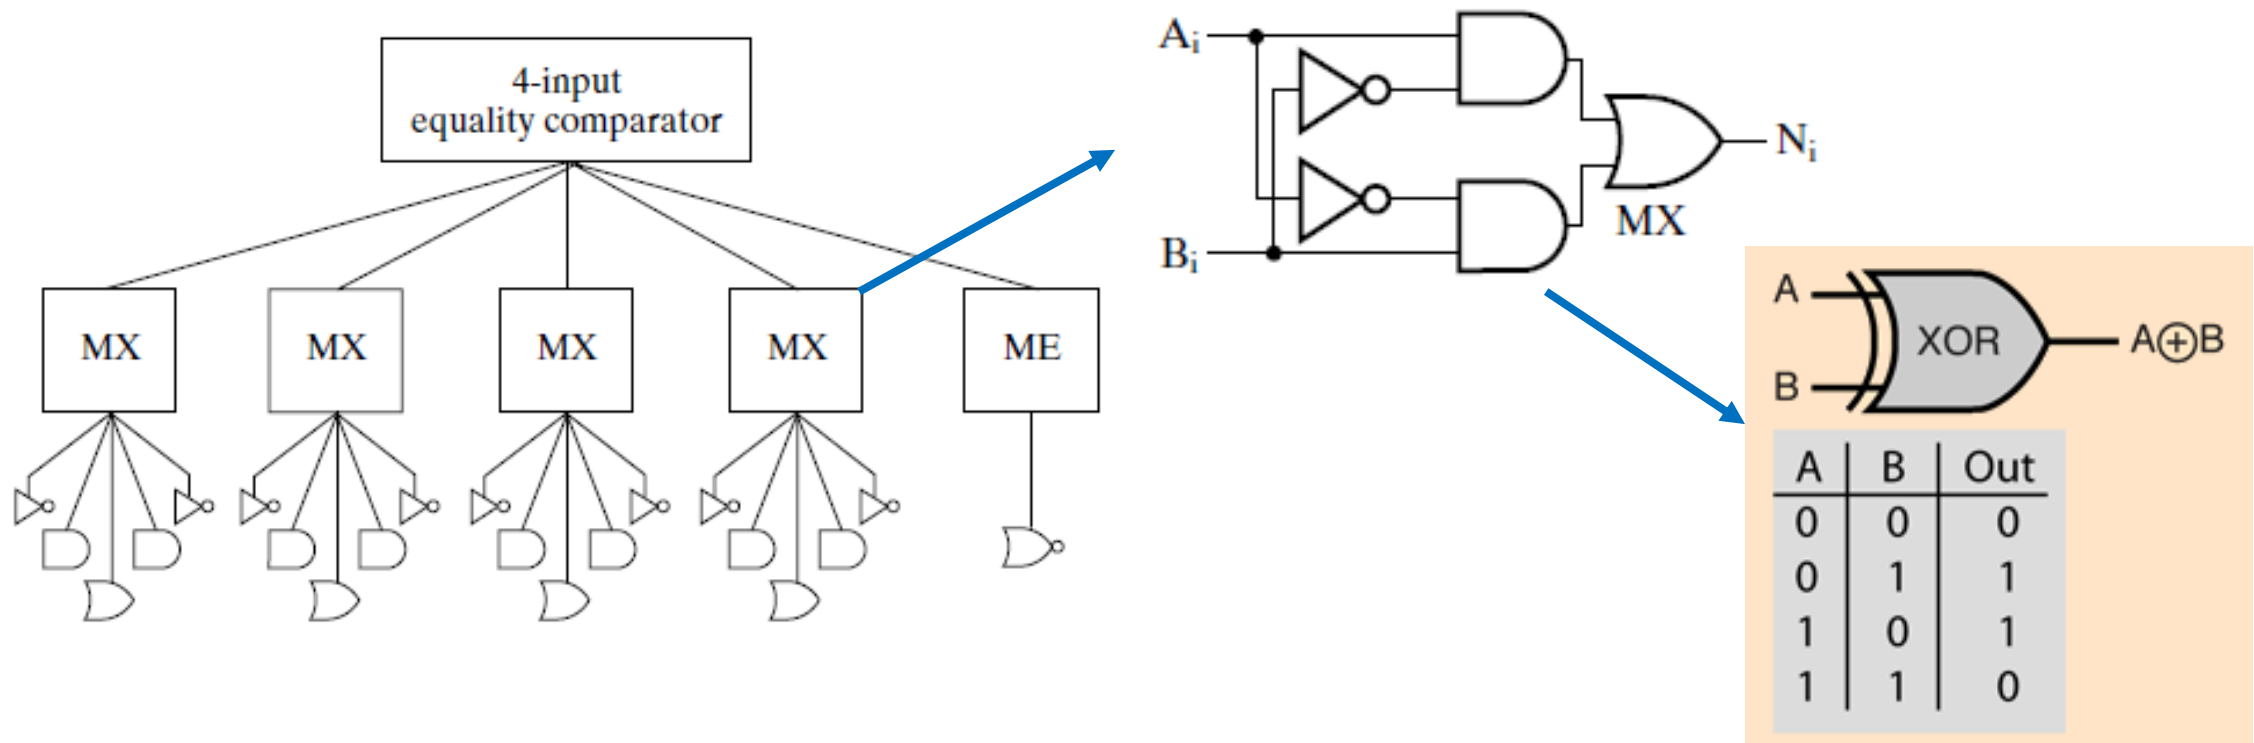 4-input
equality comparator
MX
MX
MX
MX
ME
Ai
Bi
Ni
MX
A
B
XOR
A⊕B
A B Out
0 0 0
0 1 1
1 0 1
1 1 0